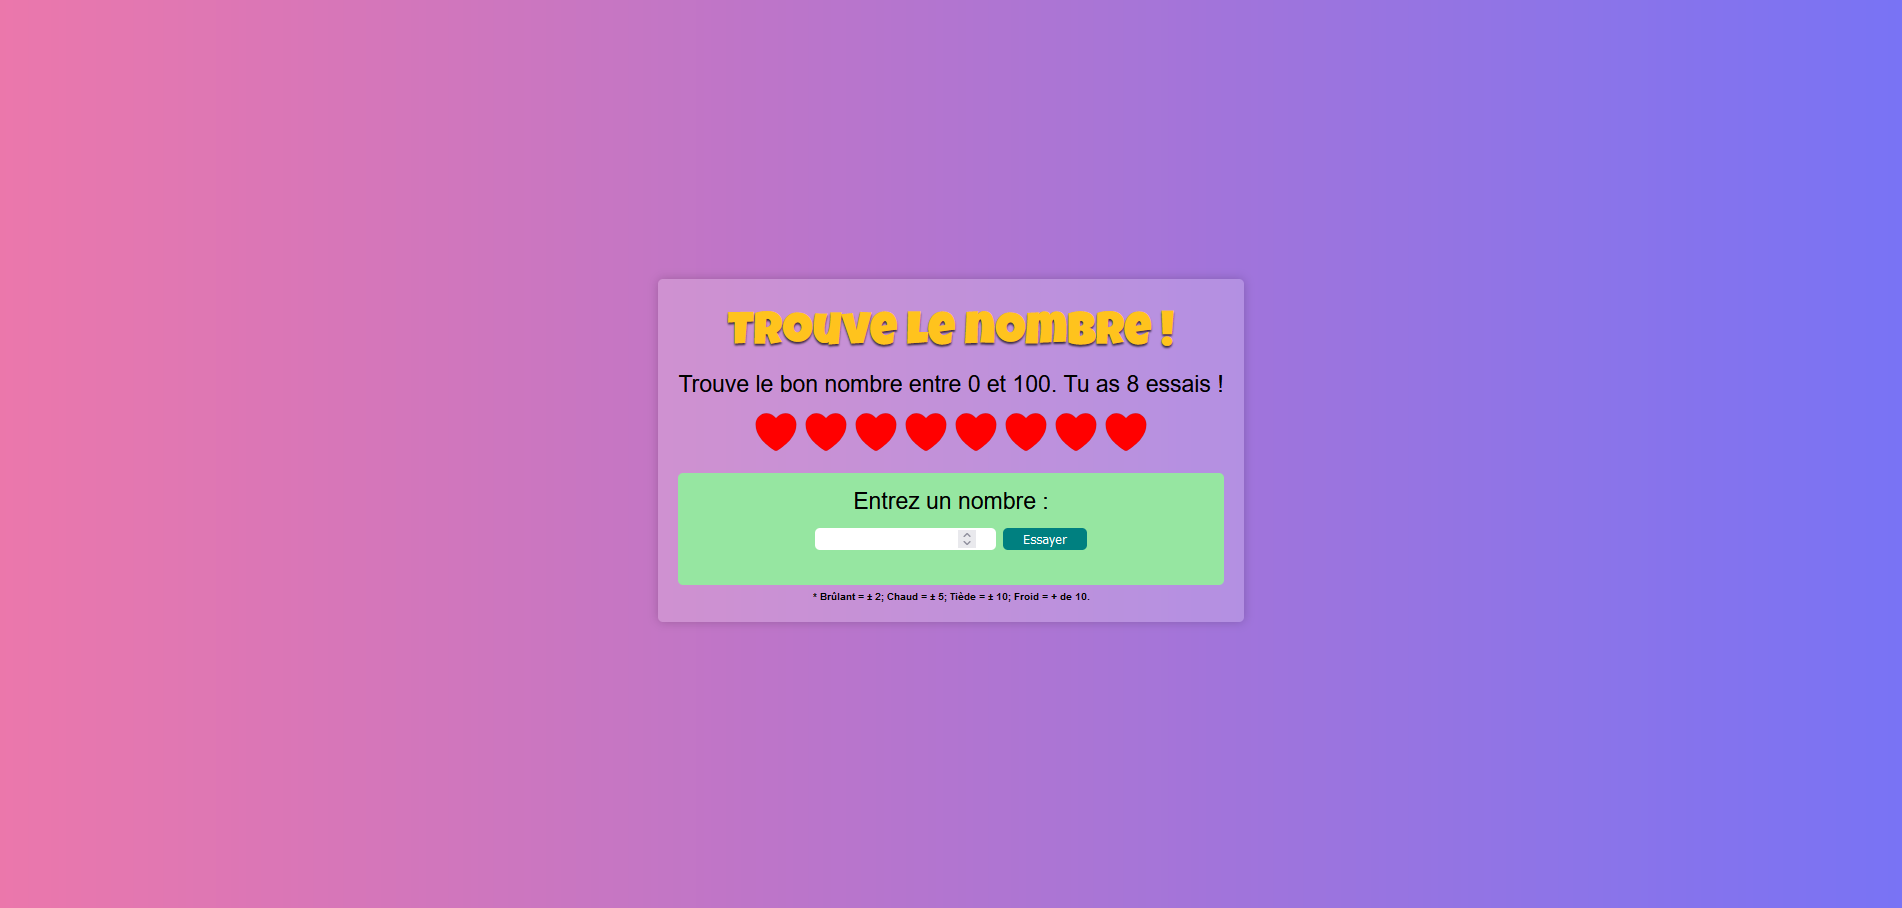 Trouve le nombre !
Trouve le bon nombre entre 0 et 100. Tu as 8 essais !
Entrez un nombre :
Essayer
* Brûlant = ± 2; Chaud = ± 5; Tiède = ± 10; Froid = + de 10.